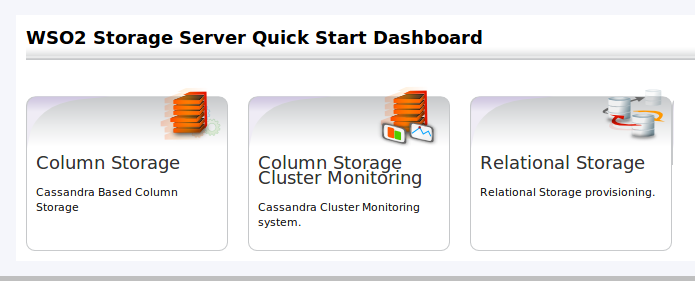 WSO2 Storage Server Quick Start Dashboard
Column Storage
Cassandra Based Column
Storage
Column Storage
Cluster Monitoring
Cassandra Cluster Monitoring
system.
Relational Storage
Relational Storage provisioning.